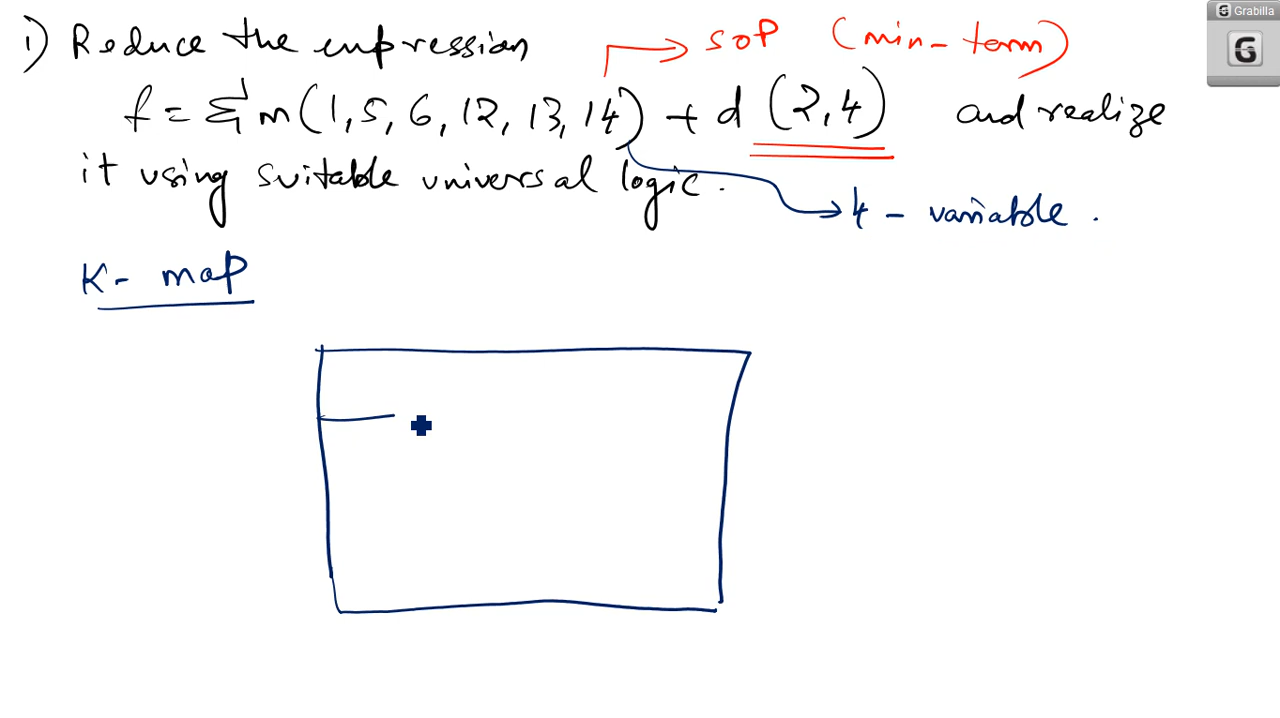 1) Reduce the expression
→ SOP (min-term)
f = Σ m (1, 5, 6, 12, 13, 14) + d (2, 4) and realize
it using suitable universal logic.
→ 4 - variable.
K- map
Grabilla
G